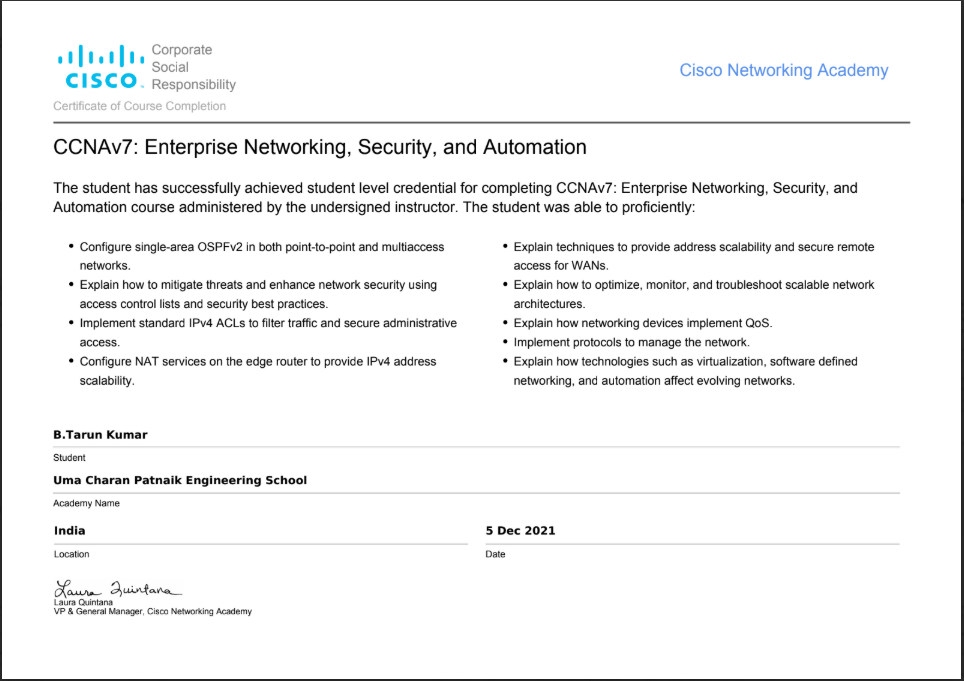 Corporate
Social
Responsibility
CISCO
Cisco Networking Academy
Certificate of Course Completion
CCNAv7: Enterprise Networking, Security, and Automation
The student has successfully achieved student level credential for completing CCNAv7: Enterprise Networking, Security, and
Automation course administered by the undersigned instructor. The student was able to proficiently:
• Configure single-area OSPFv2 in both point-to-point and multiaccess
networks.
• Explain how to mitigate threats and enhance network security using
access control lists and security best practices.
• Implement standard IPv4 ACLs to filter traffic and secure administrative
access.
• Configure NAT services on the edge router to provide IPv4 address
scalability.
• Explain techniques to provide address scalability and secure remote
access for WANs.
• Explain how to optimize, monitor, and troubleshoot scalable network
architectures.
• Explain how networking devices implement QoS.
• Implement protocols to manage the network.
• Explain how technologies such as virtualization, software defined
networking, and automation affect evolving networks.
B.Tarun Kumar
Student
Uma Charan Patnaik Engineering School
Academy Name
India
Location
5 Dec 2021
Date
Laura Quintana
Laura Quintana
VP & General Manager, Cisco Networking Academy